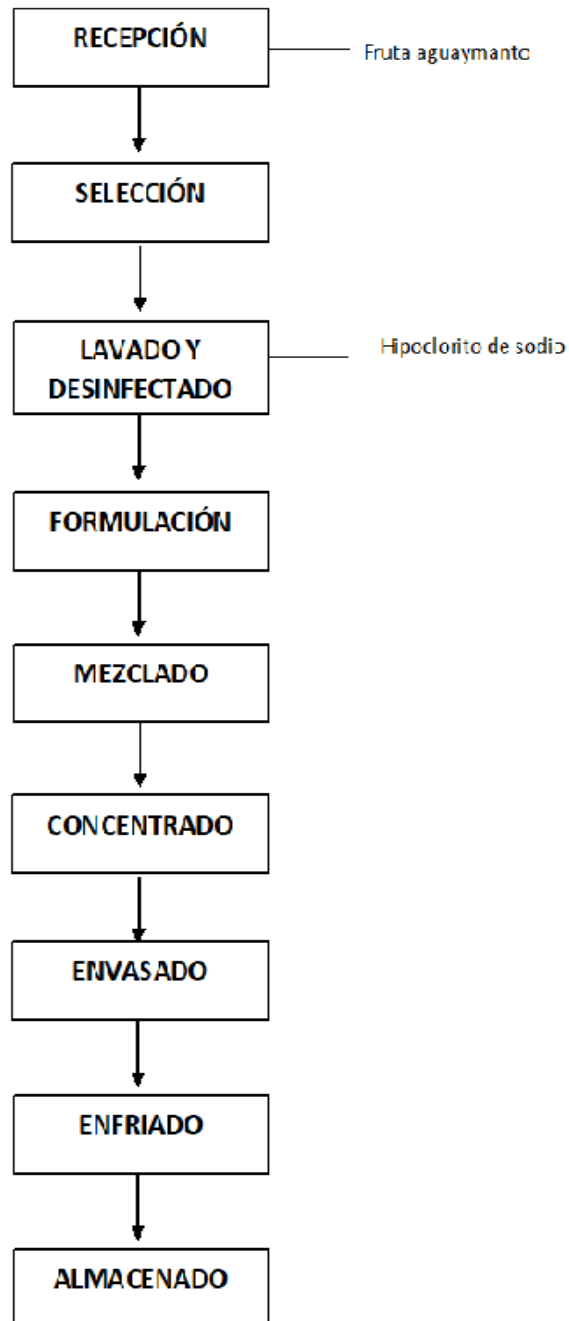 RECEPCIÓN
Fruta aguaymanto
SELECCIÓN
LAVADO Y
DESINFECTADO
Hipoclorito de sodio
FORMULACIÓN
MEZCLADO
CONCENTRADO
ENVASADO
ENFRIADO
ALMACENADO